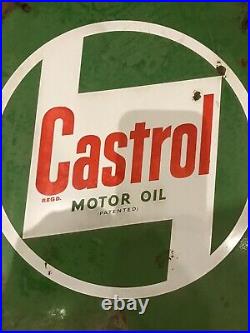 Castrol
REGD.
MOTOR OIL
(PATENTED)